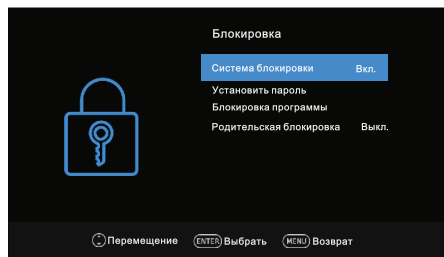 Блокировка
Система блокировки Вкл.
Установить пароль
Блокировка программы
Родительская блокировка Выкл.
Перемещение ENTER Выбрать MENU Возврат